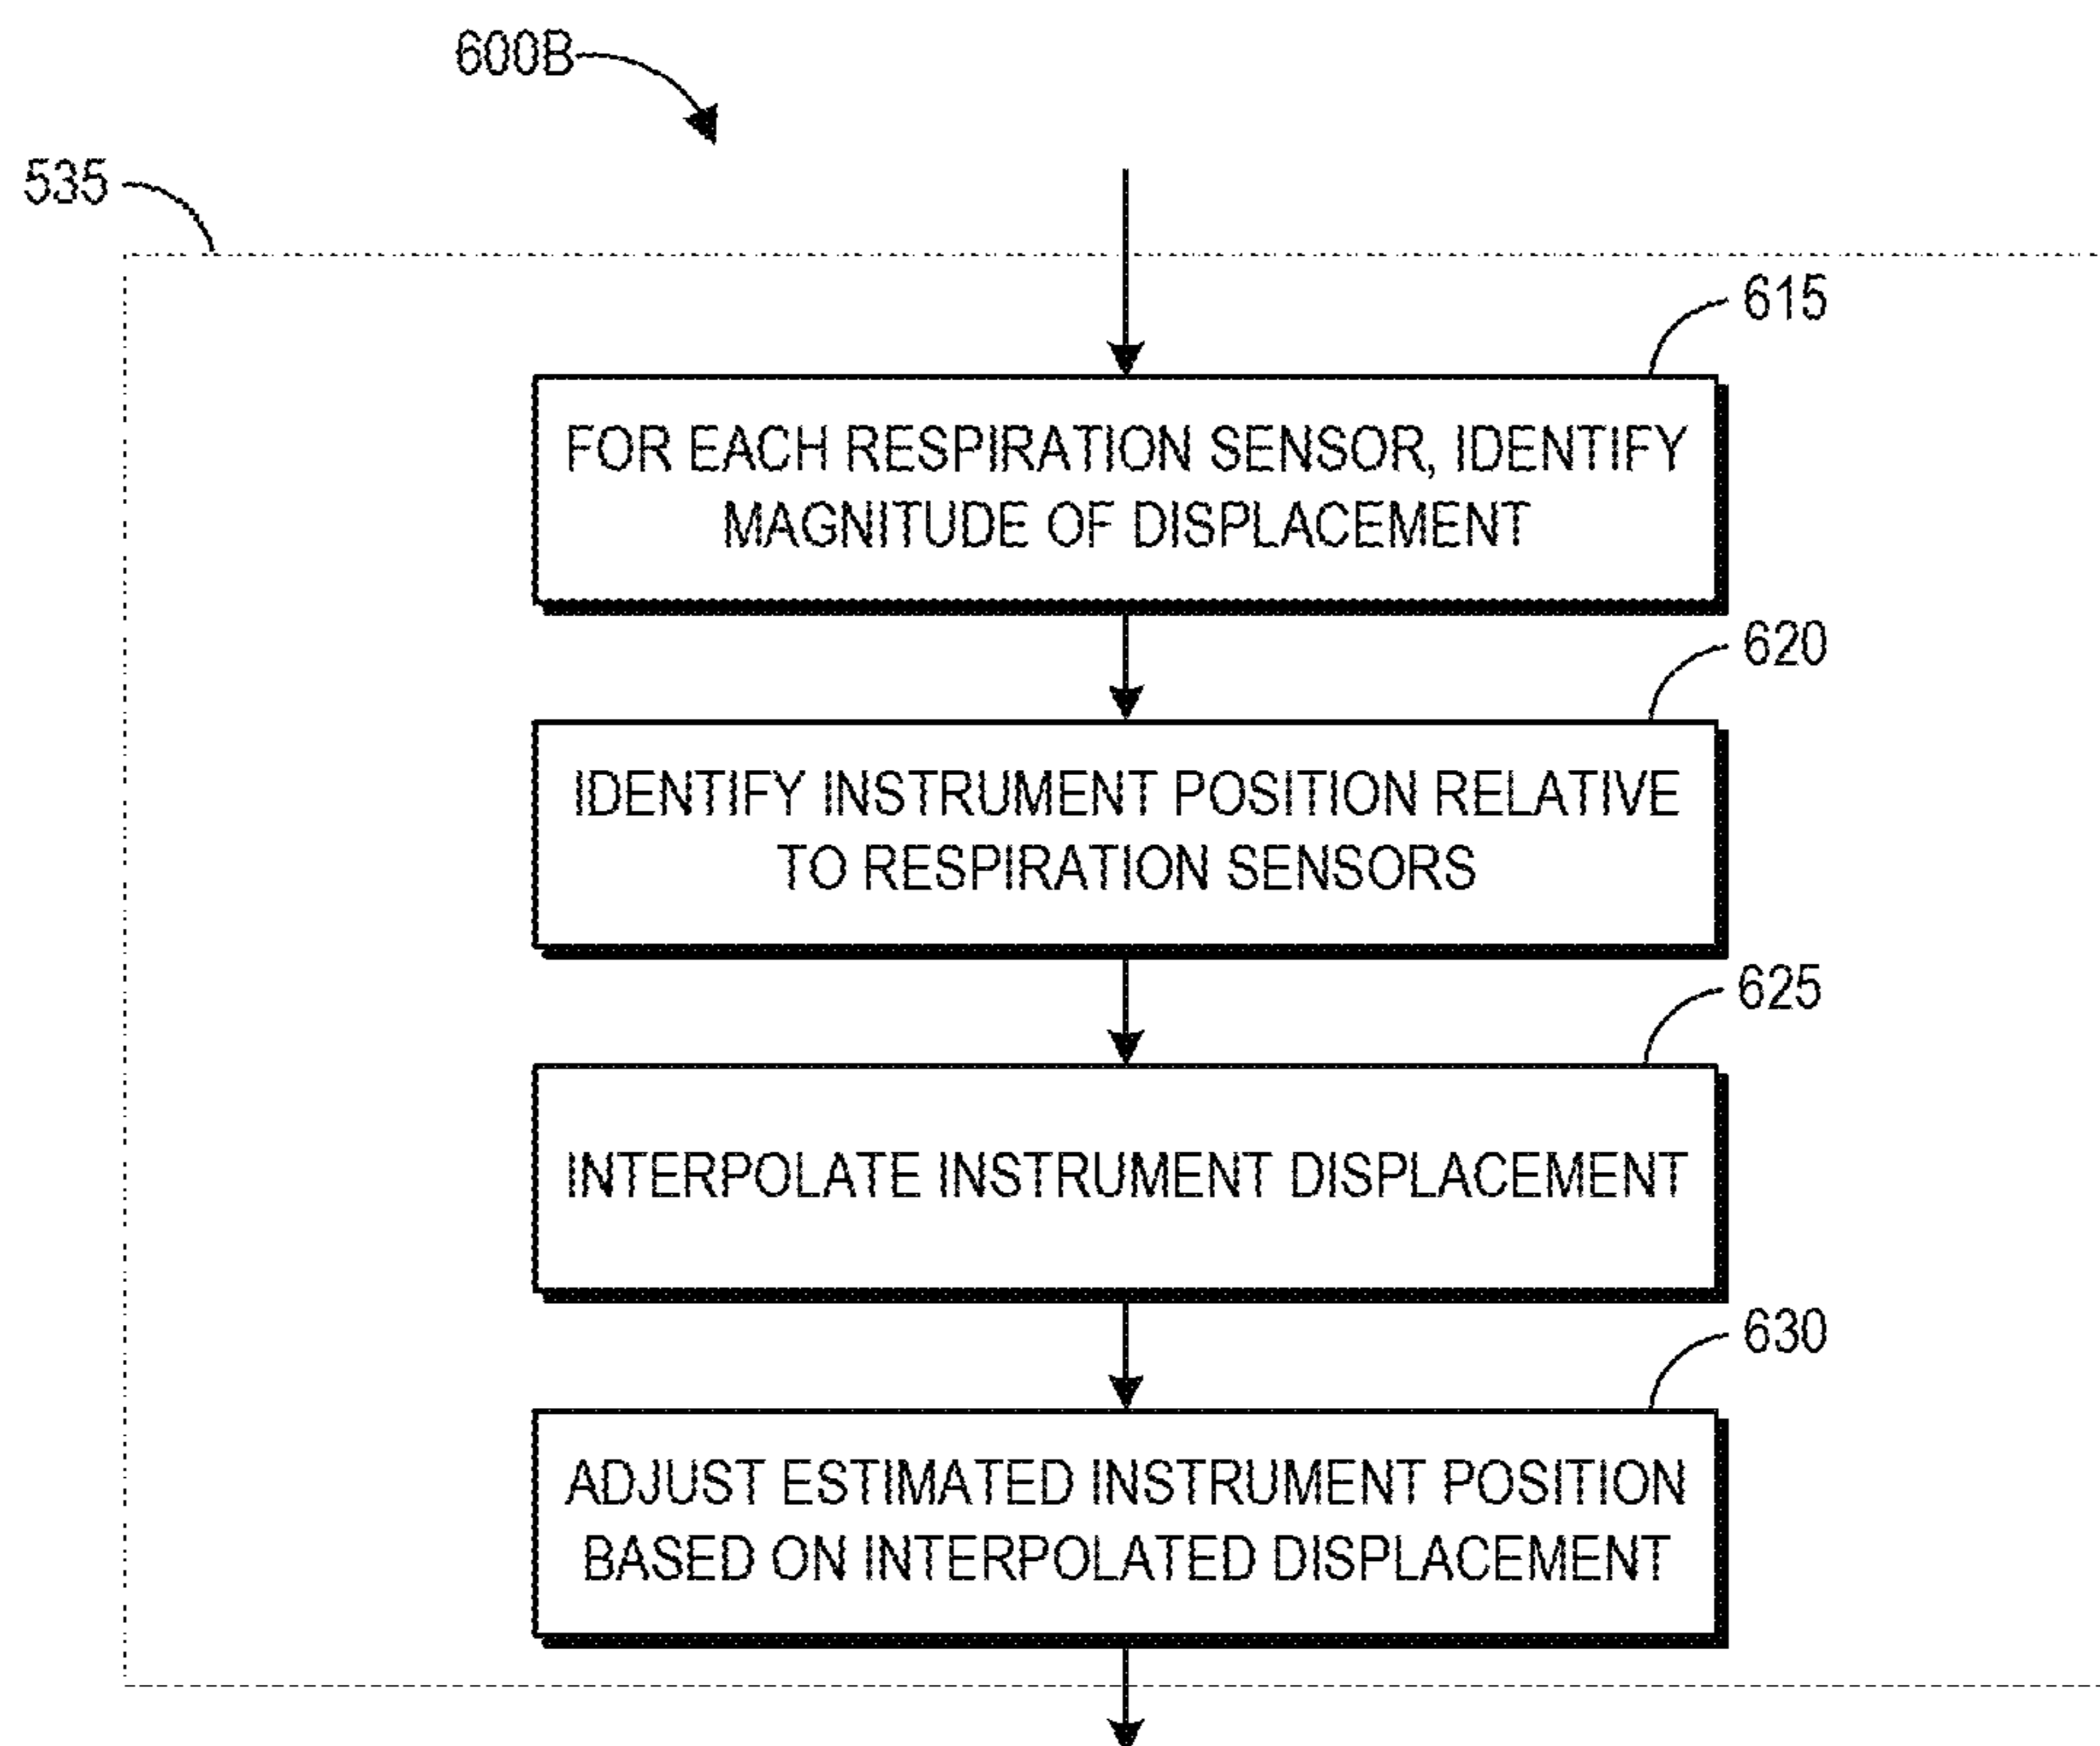 600B
535
615
FOR EACH RESPIRATION SENSOR, IDENTIFY
MAGNITUDE OF DISPLACEMENT
620
IDENTIFY INSTRUMENT POSITION RELATIVE
TO RESPIRATION SENSORS
625
INTERPOLATE INSTRUMENT DISPLACEMENT
630
ADJUST ESTIMATED INSTRUMENT POSITION
BASED ON INTERPOLATED DISPLACEMENT